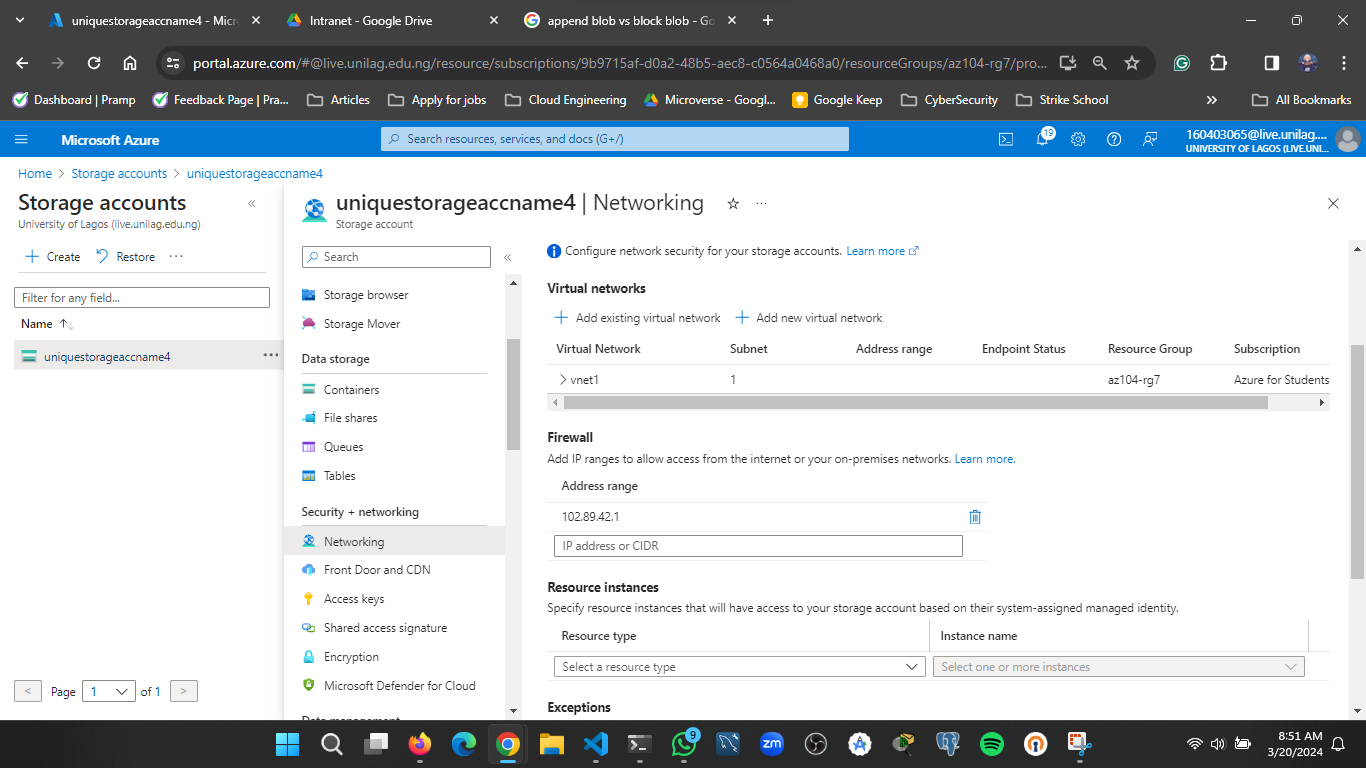 uniquestorageaccname4 - Micr
Intranet - Google Drive
append blob vs block blob - Go
portal.azure.com/#@live.unilag.edu.ng/resource/subscriptions/9b9715af-d0a2-48b5-aec8-c0564a0468a0/resourceGroups/az104-rg7/pro...
Dashboard | Pramp
Feedback Page | Pra...
Articles
Apply for jobs
Cloud Engineering
Microverse - Googl...
Google Keep
CyberSecurity
Strike School
All Bookmarks
Microsoft Azure
Search resources, services, and docs (G+/)
19
160403065@live.unilag....
UNIVERSITY OF LAGOS (LIVE.UNI...
Home > Storage accounts > uniquestorageaccname4
Storage accounts
University of Lagos (live.unilag.edu.ng)
Create
Restore
Filter for any field...
Name
uniquestorageaccname4
< Page 1 of 1 >
uniquestorageaccname4 | Networking
Storage account
Search
Storage browser
Storage Mover
Data storage
Containers
File shares
Queues
Tables
Security + networking
Networking
Front Door and CDN
Access keys
Shared access signature
Encryption
Microsoft Defender for Cloud
Data management
Configure network security for your storage accounts. Learn more
Virtual networks
Add existing virtual network
Add new virtual network
Virtual Network Subnet Address range Endpoint Status Resource Group Subscription
vnet1 1 az104-rg7 Azure for Students
Firewall
Add IP ranges to allow access from the internet or your on-premises networks. Learn more.
Address range
102.89.42.1
IP address or CIDR
Resource instances
Specify resource instances that will have access to your storage account based on their system-assigned managed identity.
Resource type Instance name
Select a resource type Select one or more instances
Exceptions
9
zm
8:51 AM
3/20/2024